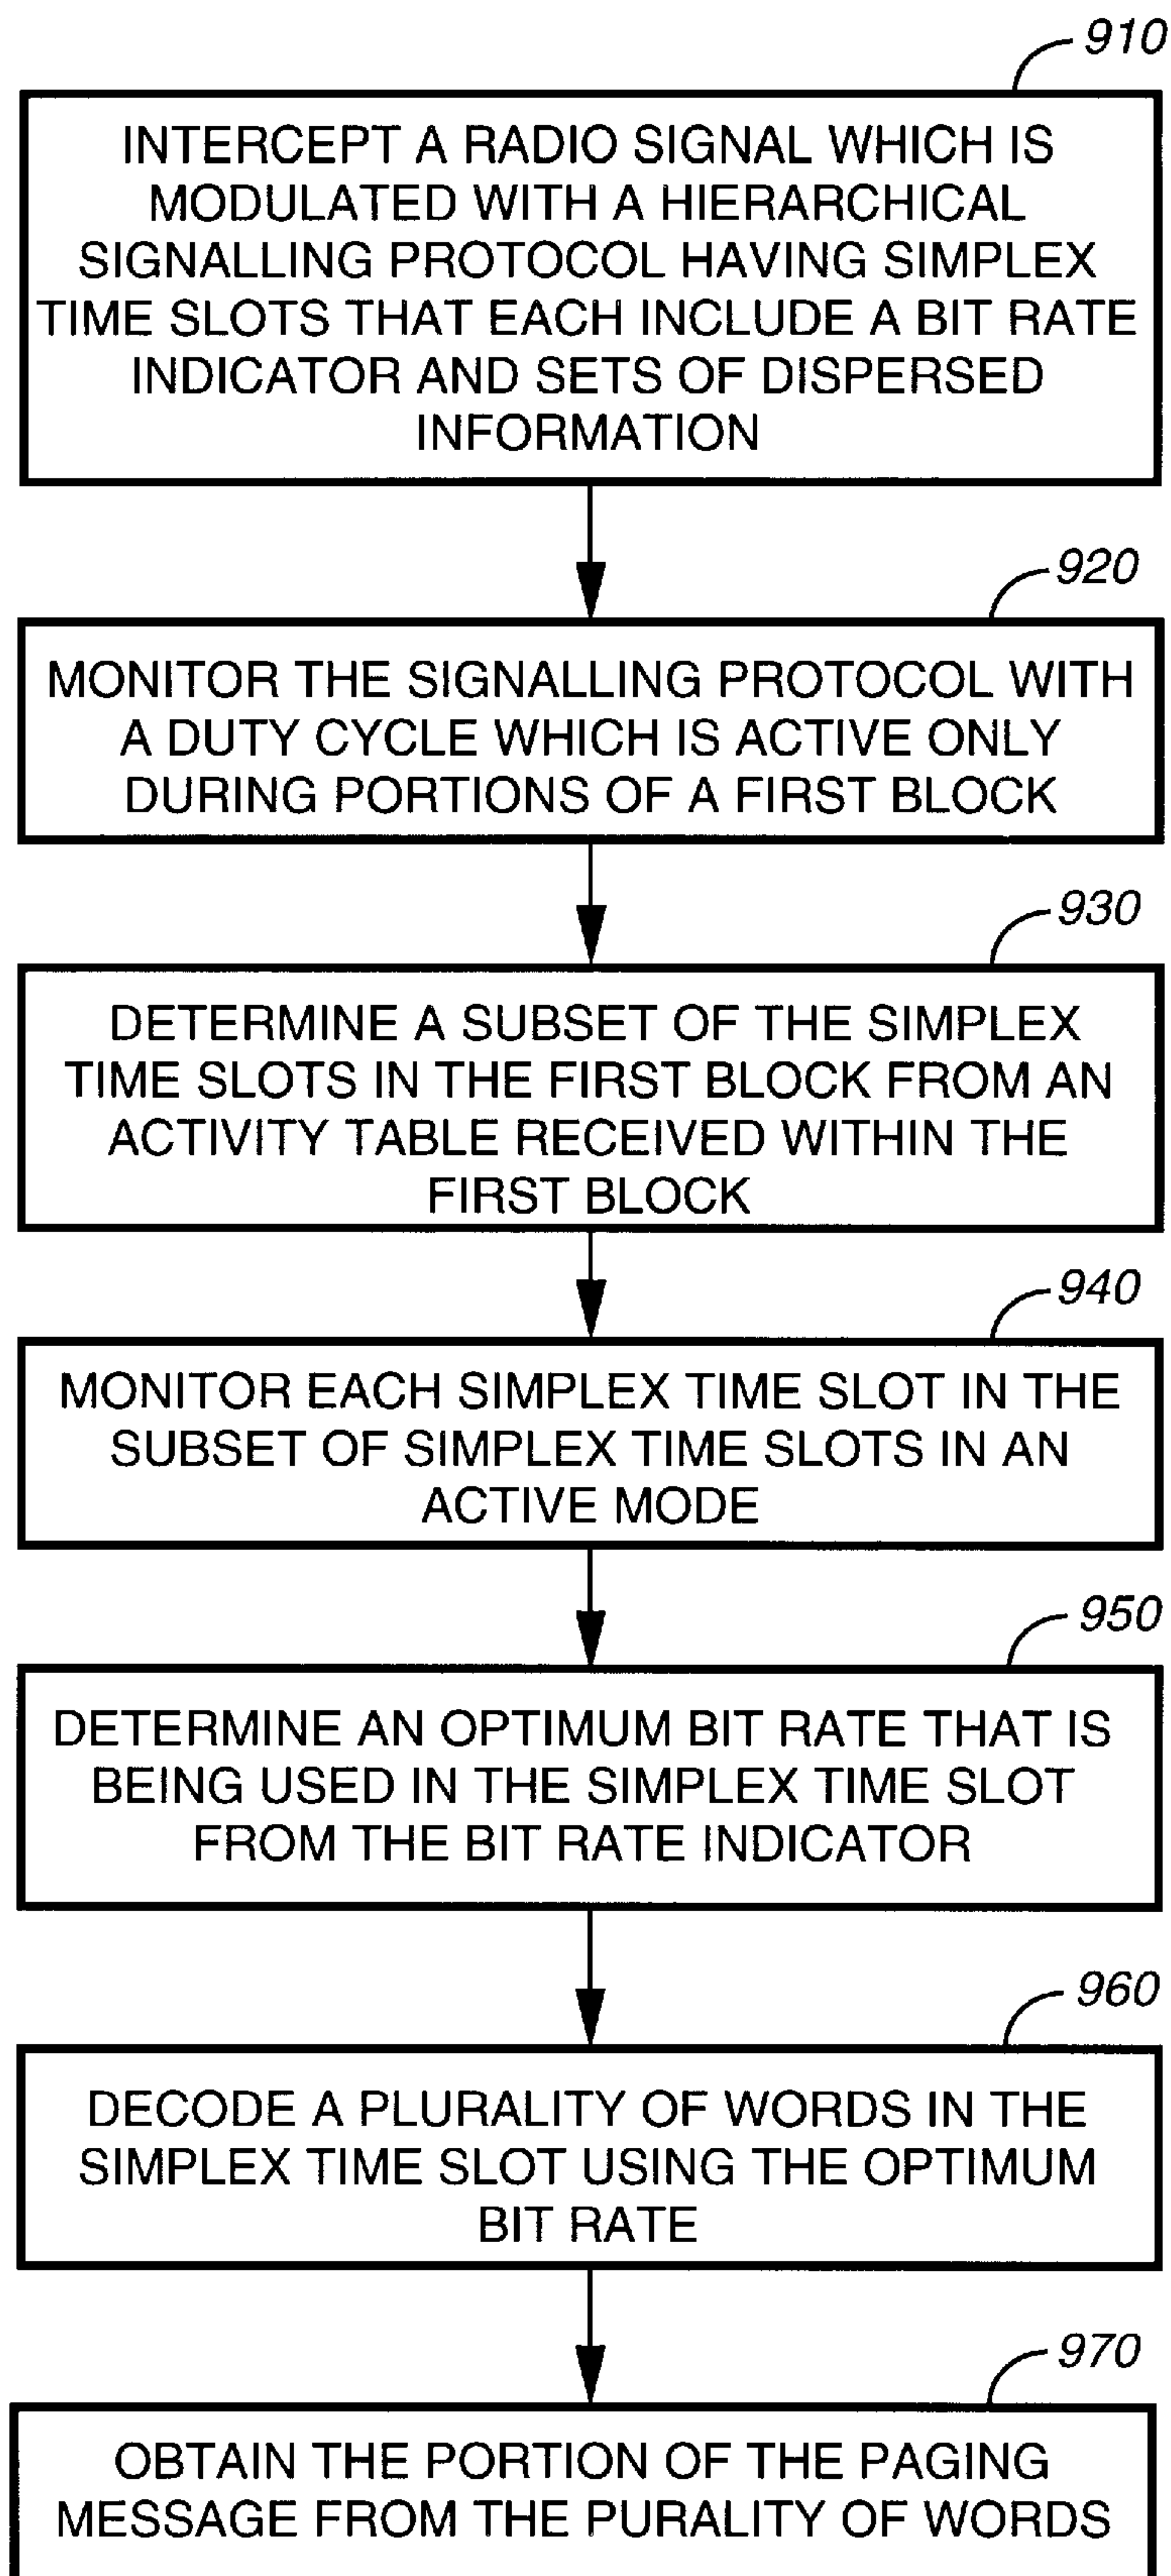 910
INTERCEPT A RADIO SIGNAL WHICH IS
MODULATED WITH A HIERARCHICAL
SIGNALLING PROTOCOL HAVING SIMPLEX
TIME SLOTS THAT EACH INCLUDE A BIT RATE
INDICATOR AND SETS OF DISPERSED
INFORMATION
920
MONITOR THE SIGNALLING PROTOCOL WITH
A DUTY CYCLE WHICH IS ACTIVE ONLY
DURING PORTIONS OF A FIRST BLOCK
930
DETERMINE A SUBSET OF THE SIMPLEX
TIME SLOTS IN THE FIRST BLOCK FROM AN
ACTIVITY TABLE RECEIVED WITHIN THE
FIRST BLOCK
940
MONITOR EACH SIMPLEX TIME SLOT IN THE
SUBSET OF SIMPLEX TIME SLOTS IN AN
ACTIVE MODE
950
DETERMINE AN OPTIMUM BIT RATE THAT IS
BEING USED IN THE SIMPLEX TIME SLOT
FROM THE BIT RATE INDICATOR
960
DECODE A PLURALITY OF WORDS IN THE
SIMPLEX TIME SLOT USING THE OPTIMUM
BIT RATE
970
OBTAIN THE PORTION OF THE PAGING
MESSAGE FROM THE PURALITY OF WORDS